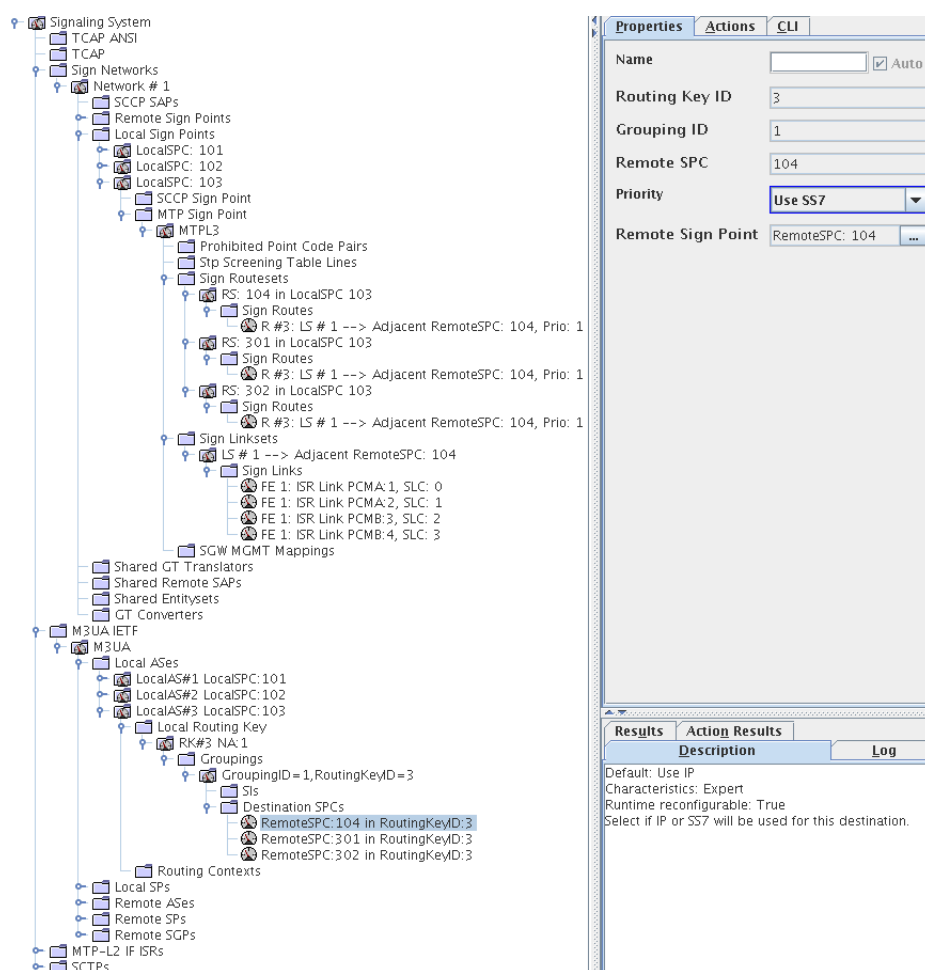 Signaling System
TCAP ANSI
TCAP
Sign Networks
Network # 1
SCCP SAPs
Remote Sign Points
Local Sign Points
LocalSPC: 101
LocalSPC: 102
LocalSPC: 103
SCCP Sign Point
MTP Sign Point
MTPL3
Prohibited Point Code Pairs
Stp Screening Table Lines
Sign Routesets
RS: 104 in LocalSPC 103
Sign Routes
R #3: LS # 1 --> Adjacent RemoteSPC: 104, Prio: 1
RS: 301 in LocalSPC 103
Sign Routes
R #3: LS # 1 --> Adjacent RemoteSPC: 104, Prio: 1
RS: 302 in LocalSPC 103
Sign Routes
R #3: LS # 1 --> Adjacent RemoteSPC: 104, Prio: 1
Sign Linksets
LS # 1 --> Adjacent RemoteSPC: 104
Sign Links
FE 1: ISR Link PCMA:1, SLC: 0
FE 1: ISR Link PCMA:2, SLC: 1
FE 1: ISR Link PCMB:3, SLC: 2
FE 1: ISR Link PCMB:4, SLC: 3
SGW MGMT Mappings
Shared GT Translators
Shared Remote SAPs
Shared Entitysets
GT Converters
M3UA IETF
M3UA
Local ASes
LocalAS#1 LocalSPC:101
LocalAS#2 LocalSPC:102
LocalAS#3 LocalSPC:103
Local Routing Key
RK#3 NA:1
Groupings
GroupingID=1,RoutingKeyID=3
SIs
Destination SPCs
RemoteSPC:104 in RoutingKeyID:3
RemoteSPC:301 in RoutingKeyID:3
RemoteSPC:302 in RoutingKeyID:3
Routing Contexts
Local SPs
Remote ASes
Remote SPs
Remote SGPs
MTP-L2 IF ISRs
SCTPs
Properties Actions CLI
Name Auto
Routing Key ID 3
Grouping ID 1
Remote SPC 104
Priority Use SS7
Remote Sign Point RemoteSPC: 104 ...
Results Action Results
Description Log
Default: Use IP
Characteristics: Expert
Runtime reconfigurable: True
Select if IP or SS7 will be used for this destination.